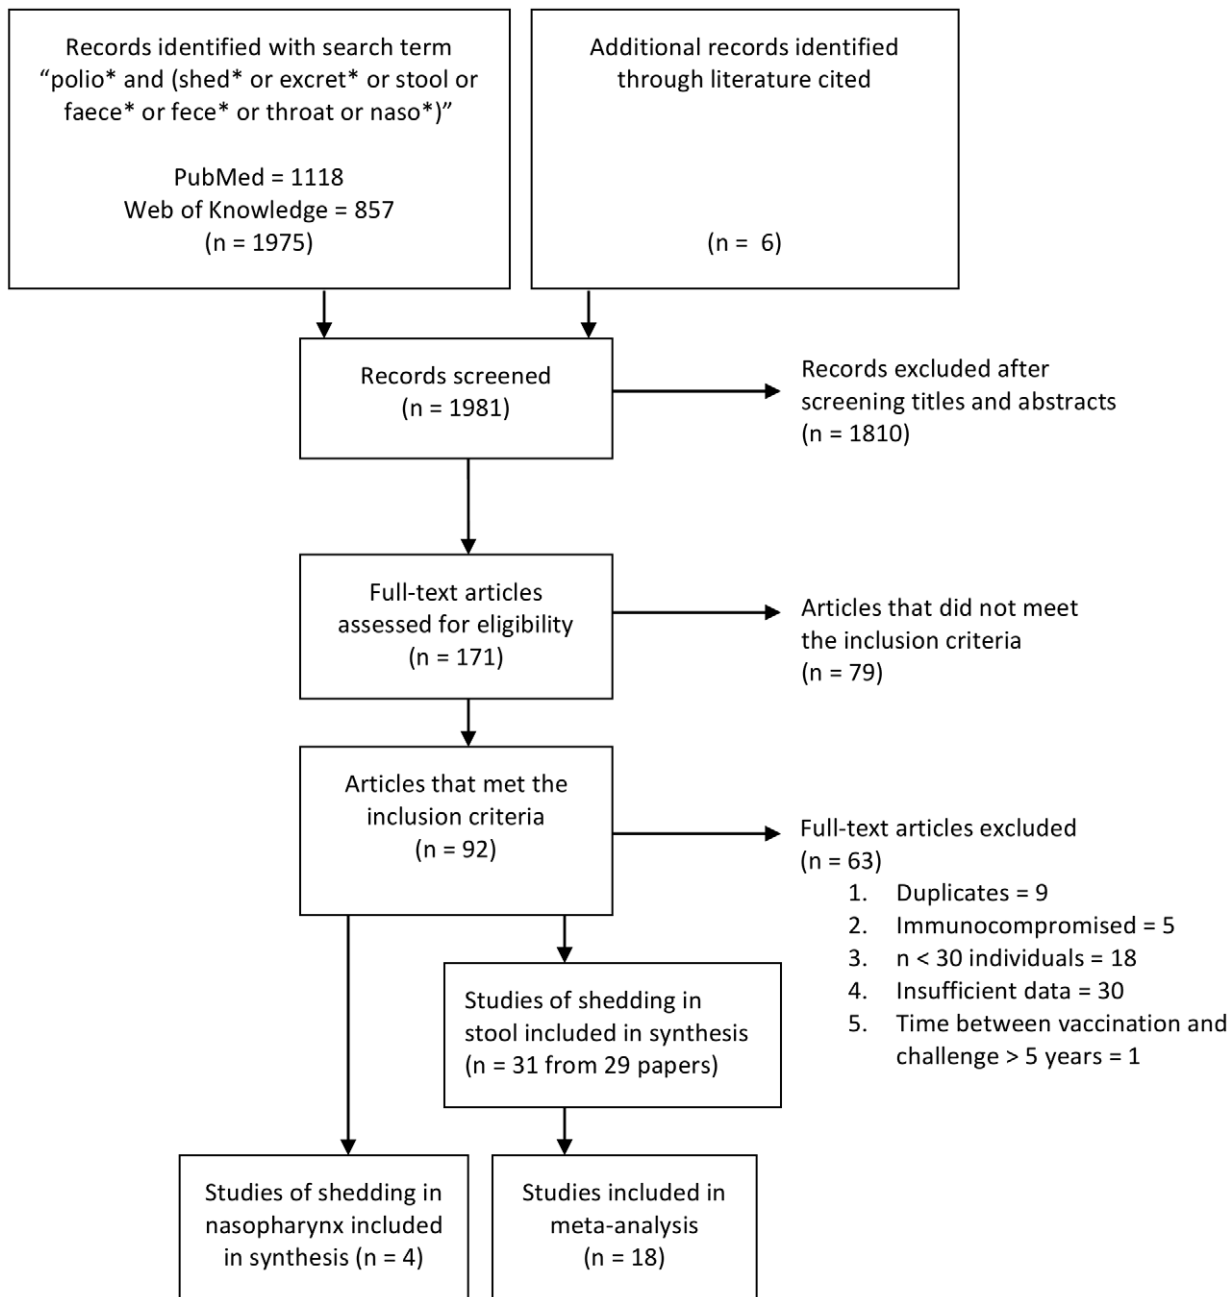 Records identified with search term
“polio* and (shed* or excret* or stool or
faece* or fece* or throat or naso*)”
PubMed = 1118
Web of Knowledge = 857
(n = 1975)
Additional records identified
through literature cited
(n = 6)
Records screened
(n = 1981)
Records excluded after
screening titles and abstracts
(n = 1810)
Full-text articles
assessed for eligibility
(n = 171)
Articles that did not meet
the inclusion criteria
(n = 79)
Articles that met the
inclusion criteria
(n = 92)
Full-text articles excluded
(n = 63)
1. Duplicates = 9
2. Immunocompromised = 5
3. n < 30 individuals = 18
4. Insufficient data = 30
5. Time between vaccination and
challenge > 5 years = 1
Studies of shedding in
stool included in synthesis
(n = 31 from 29 papers)
Studies of shedding in
nasopharynx included
in synthesis (n = 4)
Studies included in
meta-analysis
(n = 18)